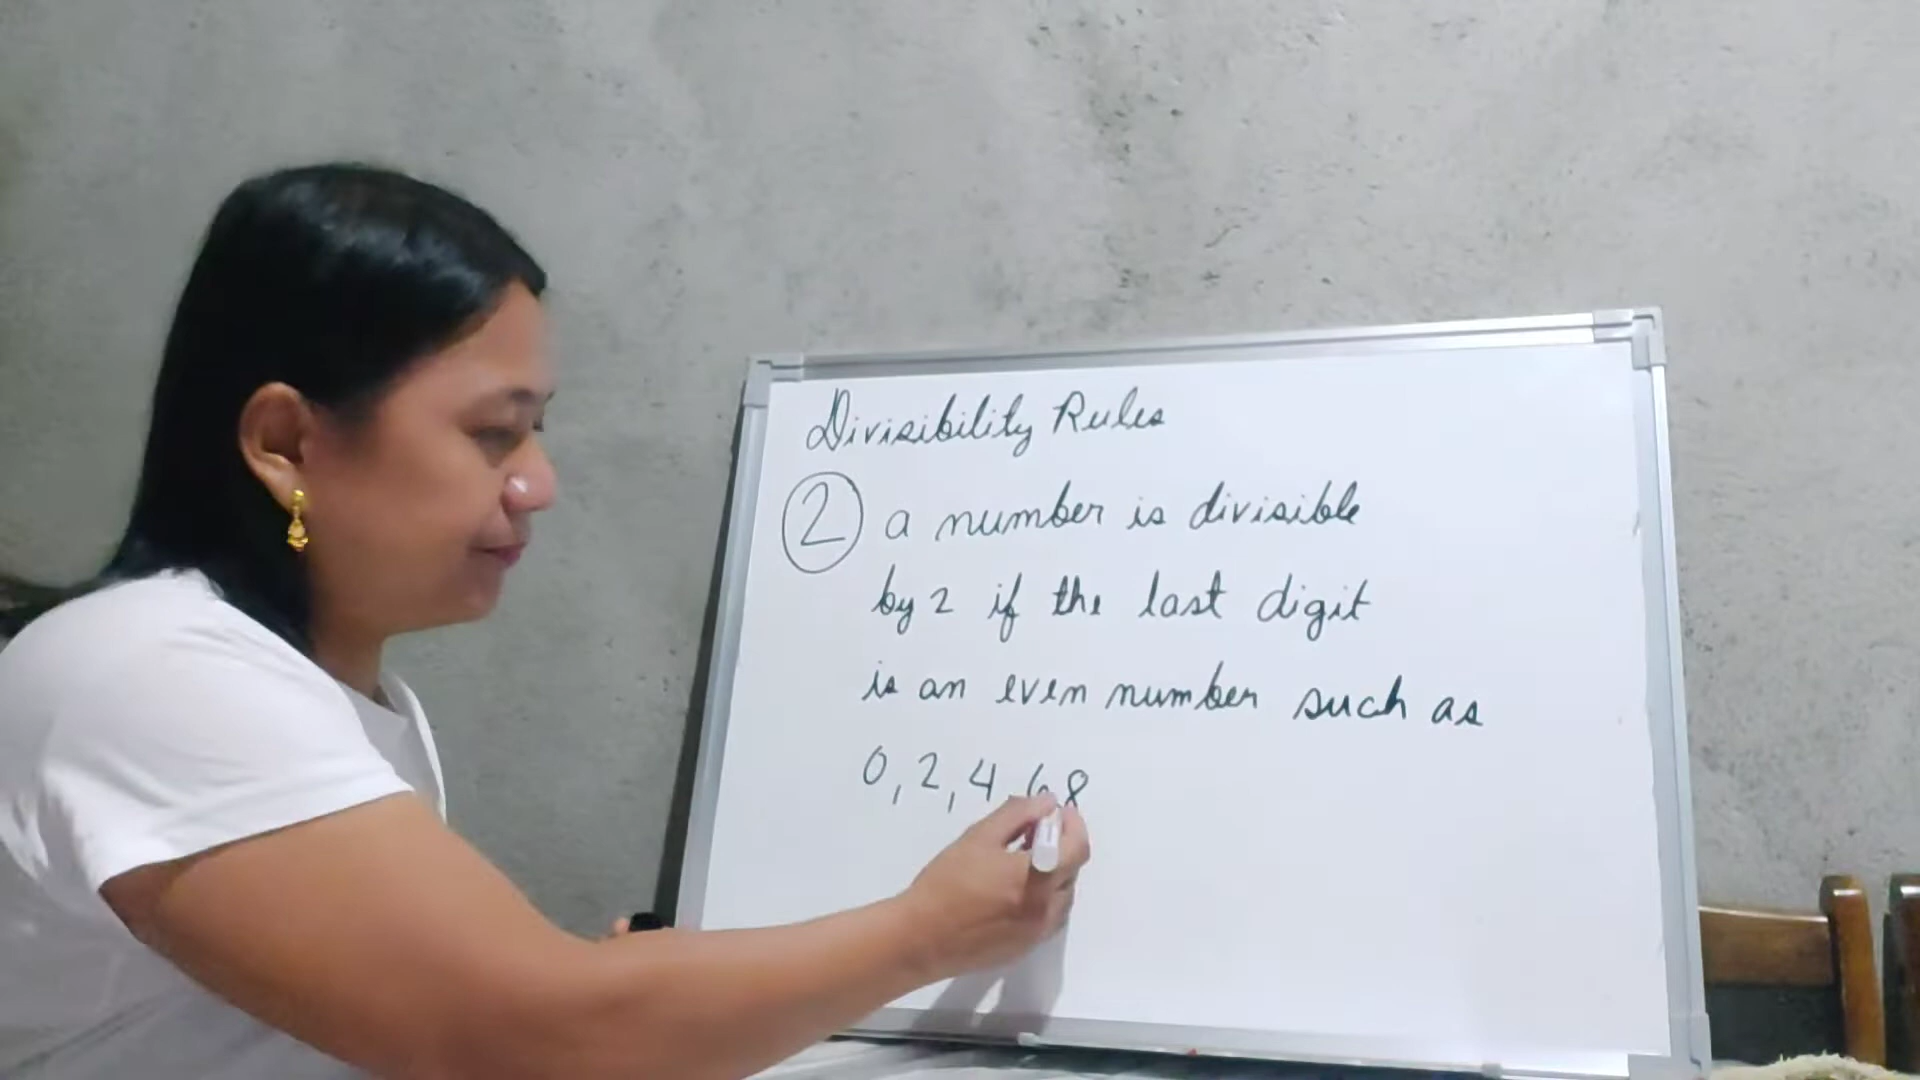 Divisibility Rules
2 a number is divisible
by 2 if the last digit
is an even number such as
0, 2, 4, 6, 8